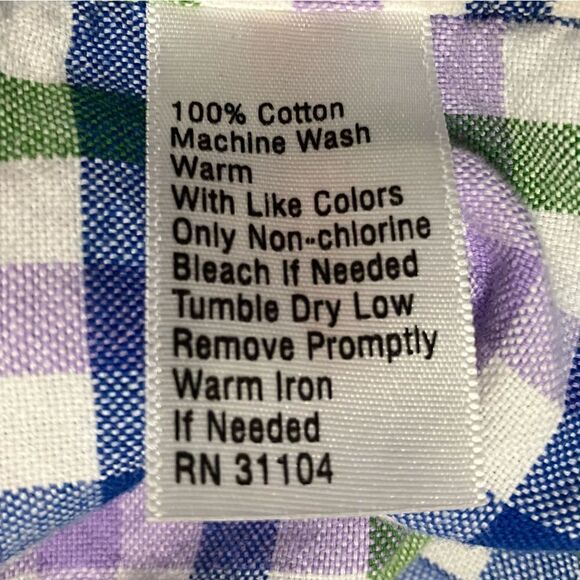 100% Cotton
Machine Wash
Warm
With Like Colors
Only Non-chlorine
Bleach If Needed
Tumble Dry Low
Remove Promptly
Warm Iron
If Needed
RN 31104